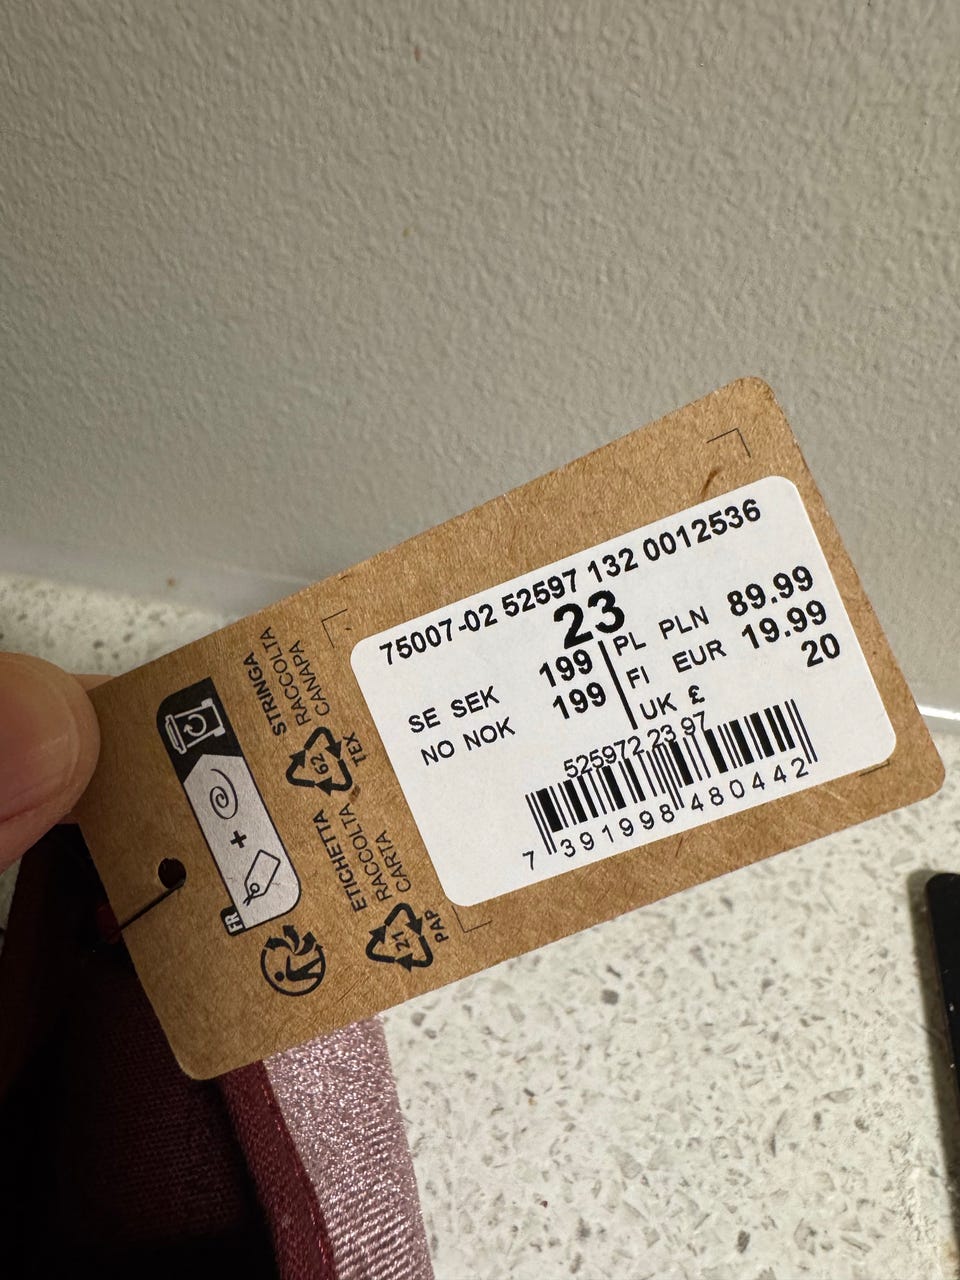 75007-02 52597 132 0012536
23
SE SEK 199
NO NOK 199
PL PLN 89.99
FI EUR 19.99
UK £ 20
525972 23 97
7 391998 480442
STRINGA
RACCOLTA
CANAPA
62
TEX
ETICHETTA
RACCOLTA
CARTA
21
PAP
FR
+